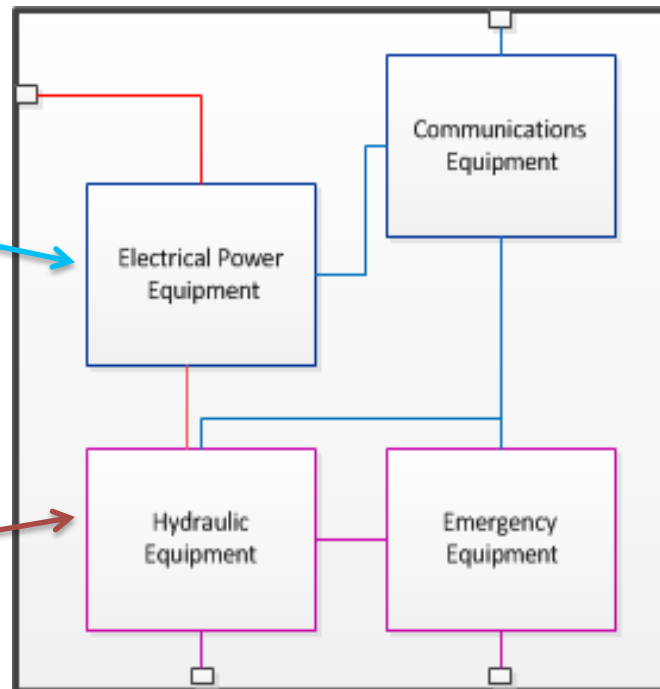 Communications
Equipment
Electrical Power
Equipment
Hydraulic
Equipment
Emergency
Equipment